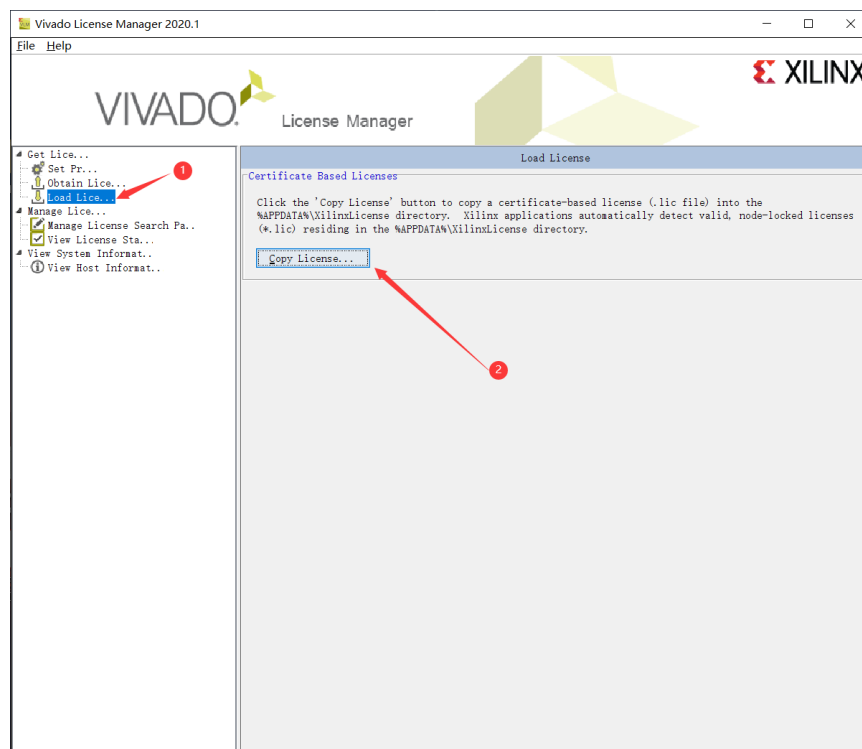 Vivado License Manager 2020.1
File Help
VIVADO. License Manager
XILINX
Get Lice...
Set Pr...
Obtain Lice...
Load Lice...
Manage Lice...
Manage License Search Pa..
View License Sta...
View System Informat..
View Host Informat..
1
Load License
Certificate Based Licenses
Click the 'Copy License' button to copy a certificate-based license (.lic file) into the
%APPDATA%\XilinxLicense directory. Xilinx applications automatically detect valid, node-locked licenses
(*.lic) residing in the %APPDATA%\XilinxLicense directory.
Copy License...
2